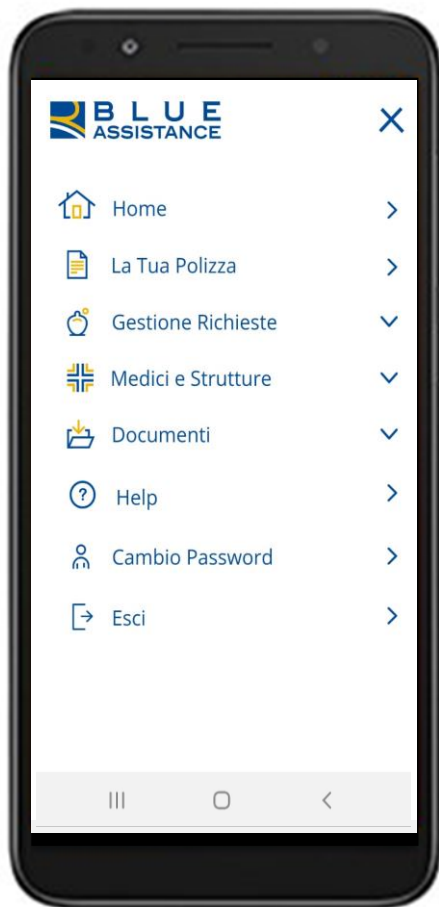 BLUE
ASSISTANCE
Home
La Tua Polizza
Gestione Richieste
Medici e Strutture
Documenti
Help
Cambio Password
Esci